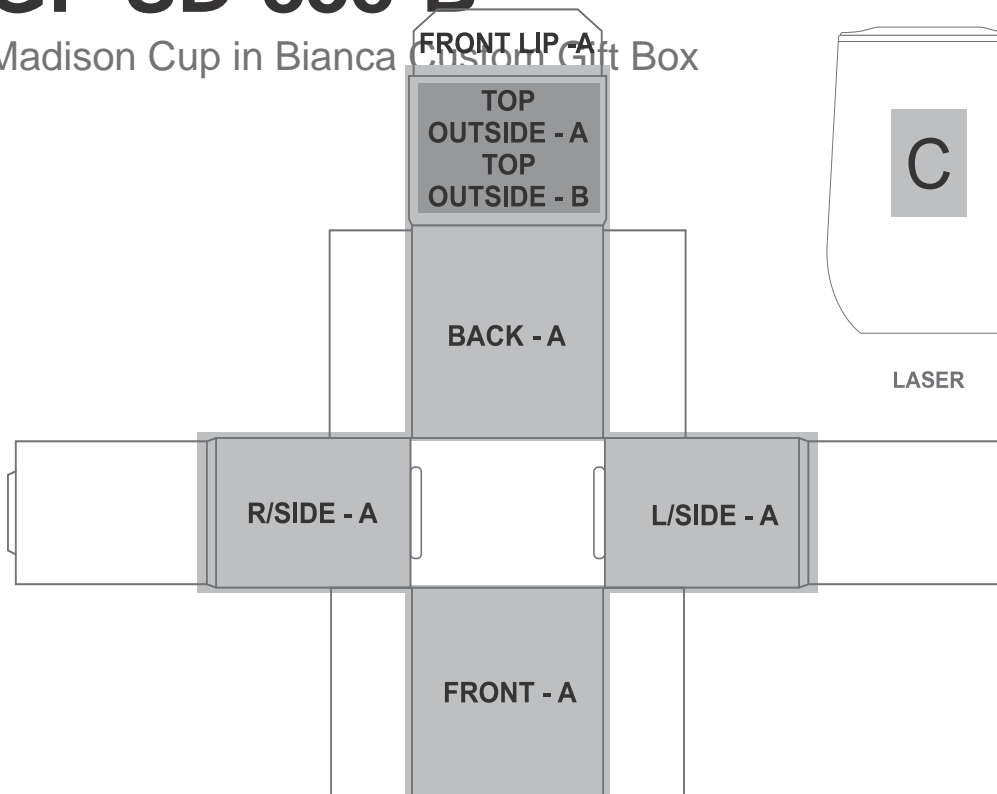 Madison Cup in Bianca Custom Gift Box
FRONT LIP -A
TOP
OUTSIDE - A
TOP
OUTSIDE - B
C
BACK - A
LASER
R/SIDE - A
L/SIDE - A
FRONT - A